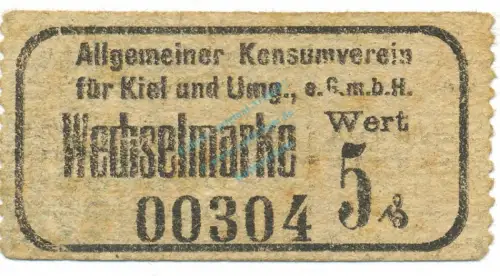 Allgemeiner Konsumverein
für Kiel und Umg., e.G.m.b.H.
Wechselmarke Wert
00304 5 ₰